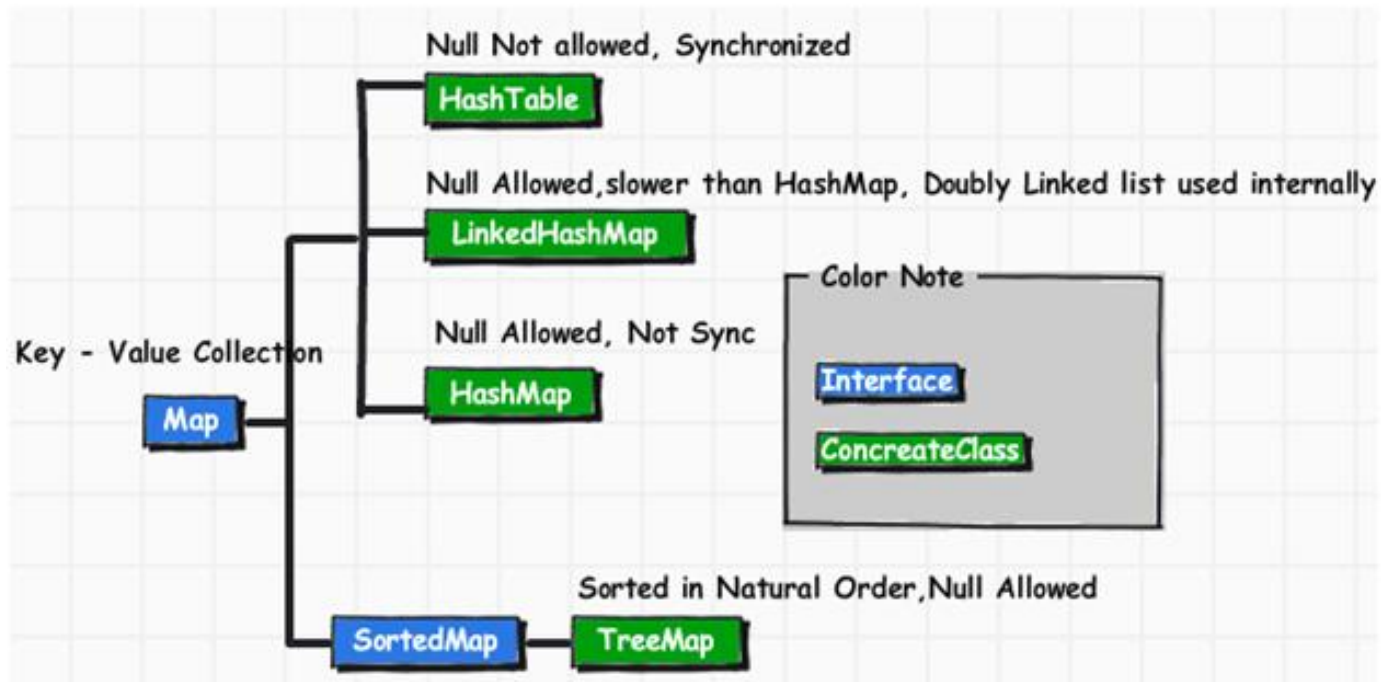 Null Not allowed, Synchronized
HashTable
Null Allowed,slower than HashMap, Doubly Linked list used internally
LinkedHashMap
Color Note
Null Allowed, Not Sync
Key - Value Collection
Interface
HashMap
Map
ConcreateClass
Sorted in Natural Order,Null Allowed
SortedMap
TreeMap